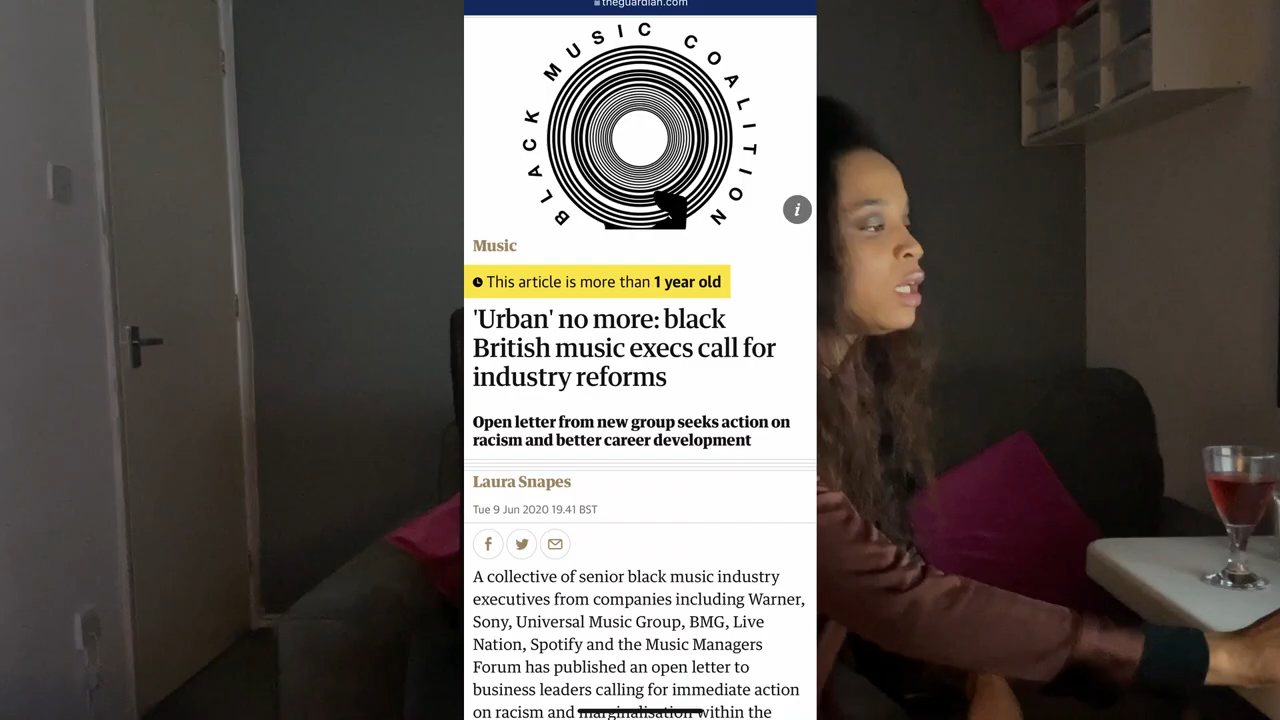 theguardian.com
BLACK MUSIC COALITION
i
Music
This article is more than 1 year old
'Urban' no more: black
British music execs call for
industry reforms
Open letter from new group seeks action on
racism and better career development
Laura Snapes
Tue 9 Jun 2020 19.41 BST
A collective of senior black music industry
executives from companies including Warner,
Sony, Universal Music Group, BMG, Live
Nation, Spotify and the Music Managers
Forum has published an open letter to
business leaders calling for immediate action
on racism and marginalisation within the